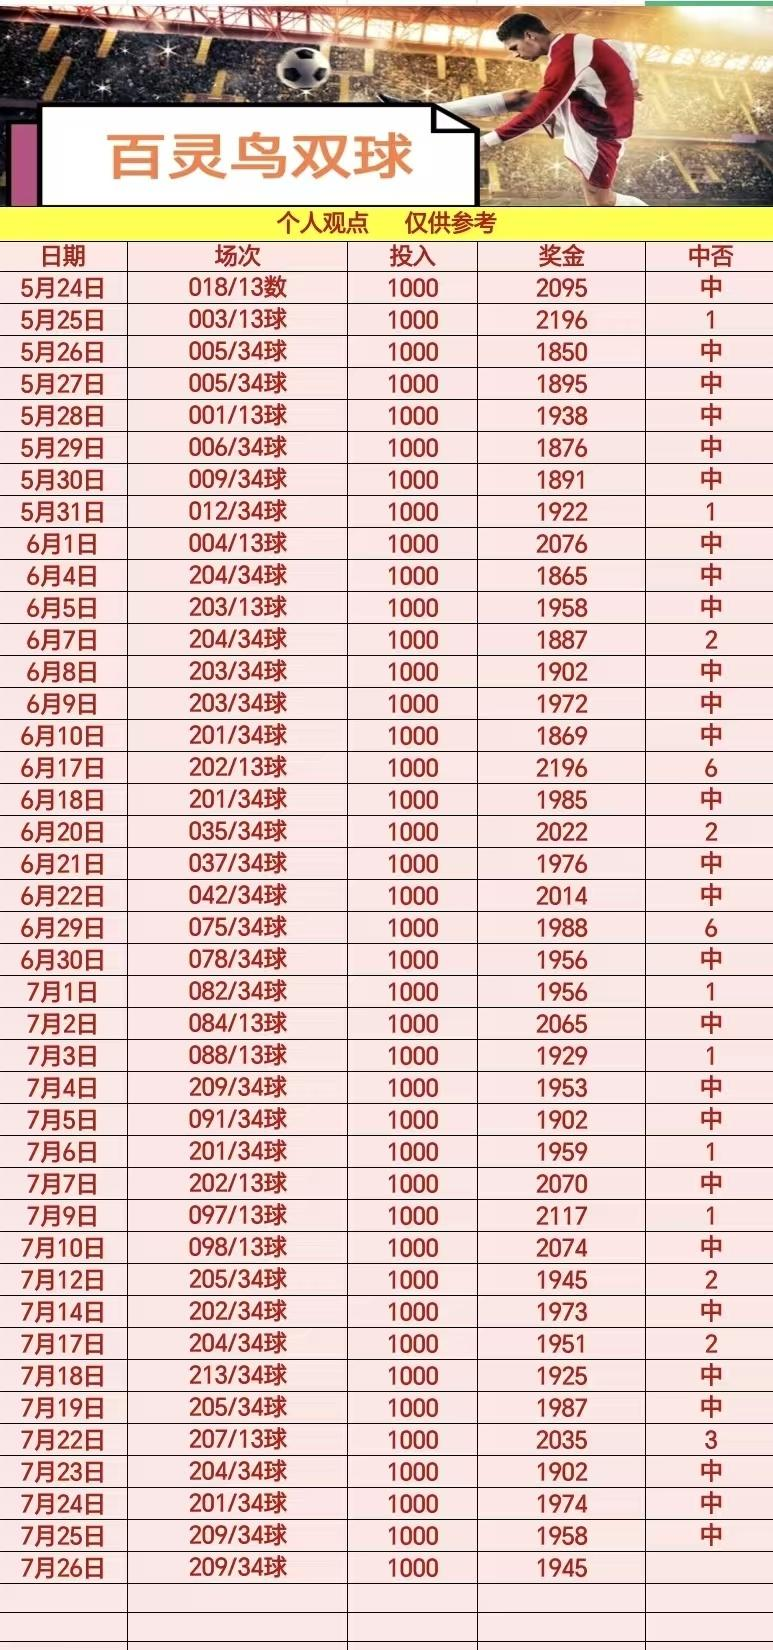 百灵鸟双球
个人观点 仅供参考
日期 场次 投入 奖金 中否
5月24日 018/13数 1000 2095 中
5月25日 003/13球 1000 2196 1
5月26日 005/34球 1000 1850 中
5月27日 005/34球 1000 1895 中
5月28日 001/13球 1000 1938 中
5月29日 006/34球 1000 1876 中
5月30日 009/34球 1000 1891 中
5月31日 012/34球 1000 1922 1
6月1日 004/13球 1000 2076 中
6月4日 204/34球 1000 1865 中
6月5日 203/13球 1000 1958 中
6月7日 204/34球 1000 1887 2
6月8日 203/34球 1000 1902 中
6月9日 203/34球 1000 1972 中
6月10日 201/34球 1000 1869 中
6月17日 202/13球 1000 2196 6
6月18日 201/34球 1000 1985 中
6月20日 035/34球 1000 2022 2
6月21日 037/34球 1000 1976 中
6月22日 042/34球 1000 2014 中
6月29日 075/34球 1000 1988 6
6月30日 078/34球 1000 1956 中
7月1日 082/34球 1000 1956 1
7月2日 084/13球 1000 2065 中
7月3日 088/13球 1000 1929 1
7月4日 209/34球 1000 1953 中
7月5日 091/34球 1000 1902 中
7月6日 201/34球 1000 1959 1
7月7日 202/13球 1000 2070 中
7月9日 097/13球 1000 2117 1
7月10日 098/13球 1000 2074 中
7月12日 205/34球 1000 1945 2
7月14日 202/34球 1000 1973 中
7月17日 204/34球 1000 1951 2
7月18日 213/34球 1000 1925 中
7月19日 205/34球 1000 1987 中
7月22日 207/13球 1000 2035 3
7月23日 204/34球 1000 1902 中
7月24日 201/34球 1000 1974 中
7月25日 209/34球 1000 1958 中
7月26日 209/34球 1000 1945